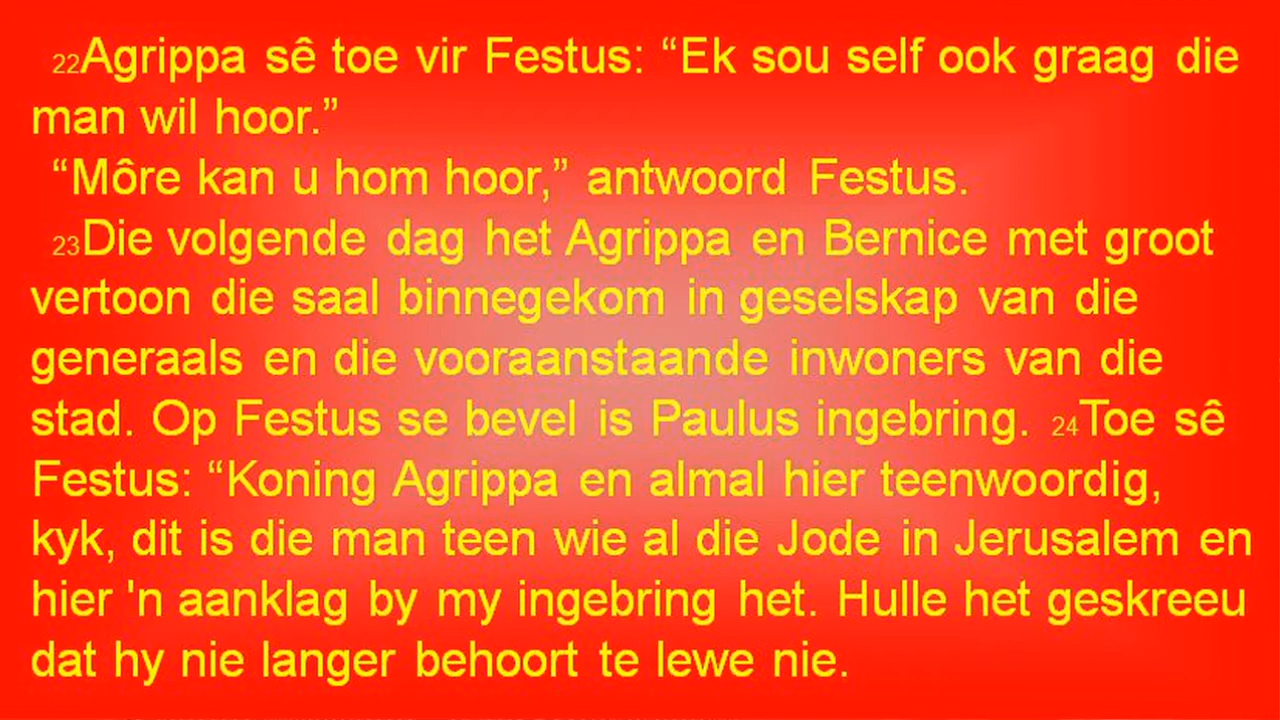 22Agrippa sê toe vir Festus: “Ek sou self ook graag die
man wil hoor.”
“Môre kan u hom hoor,” antwoord Festus.
23Die volgende dag het Agrippa en Bernice met groot
vertoon die saal binnegekom in geselskap van die
generaals en die vooraanstaande inwoners van die
stad. Op Festus se bevel is Paulus ingebring. 24Toe sê
Festus: “Koning Agrippa en almal hier teenwoordig,
kyk, dit is die man teen wie al die Jode in Jerusalem en
hier 'n aanklag by my ingebring het. Hulle het geskreeu
dat hy nie langer behoort te lewe nie.